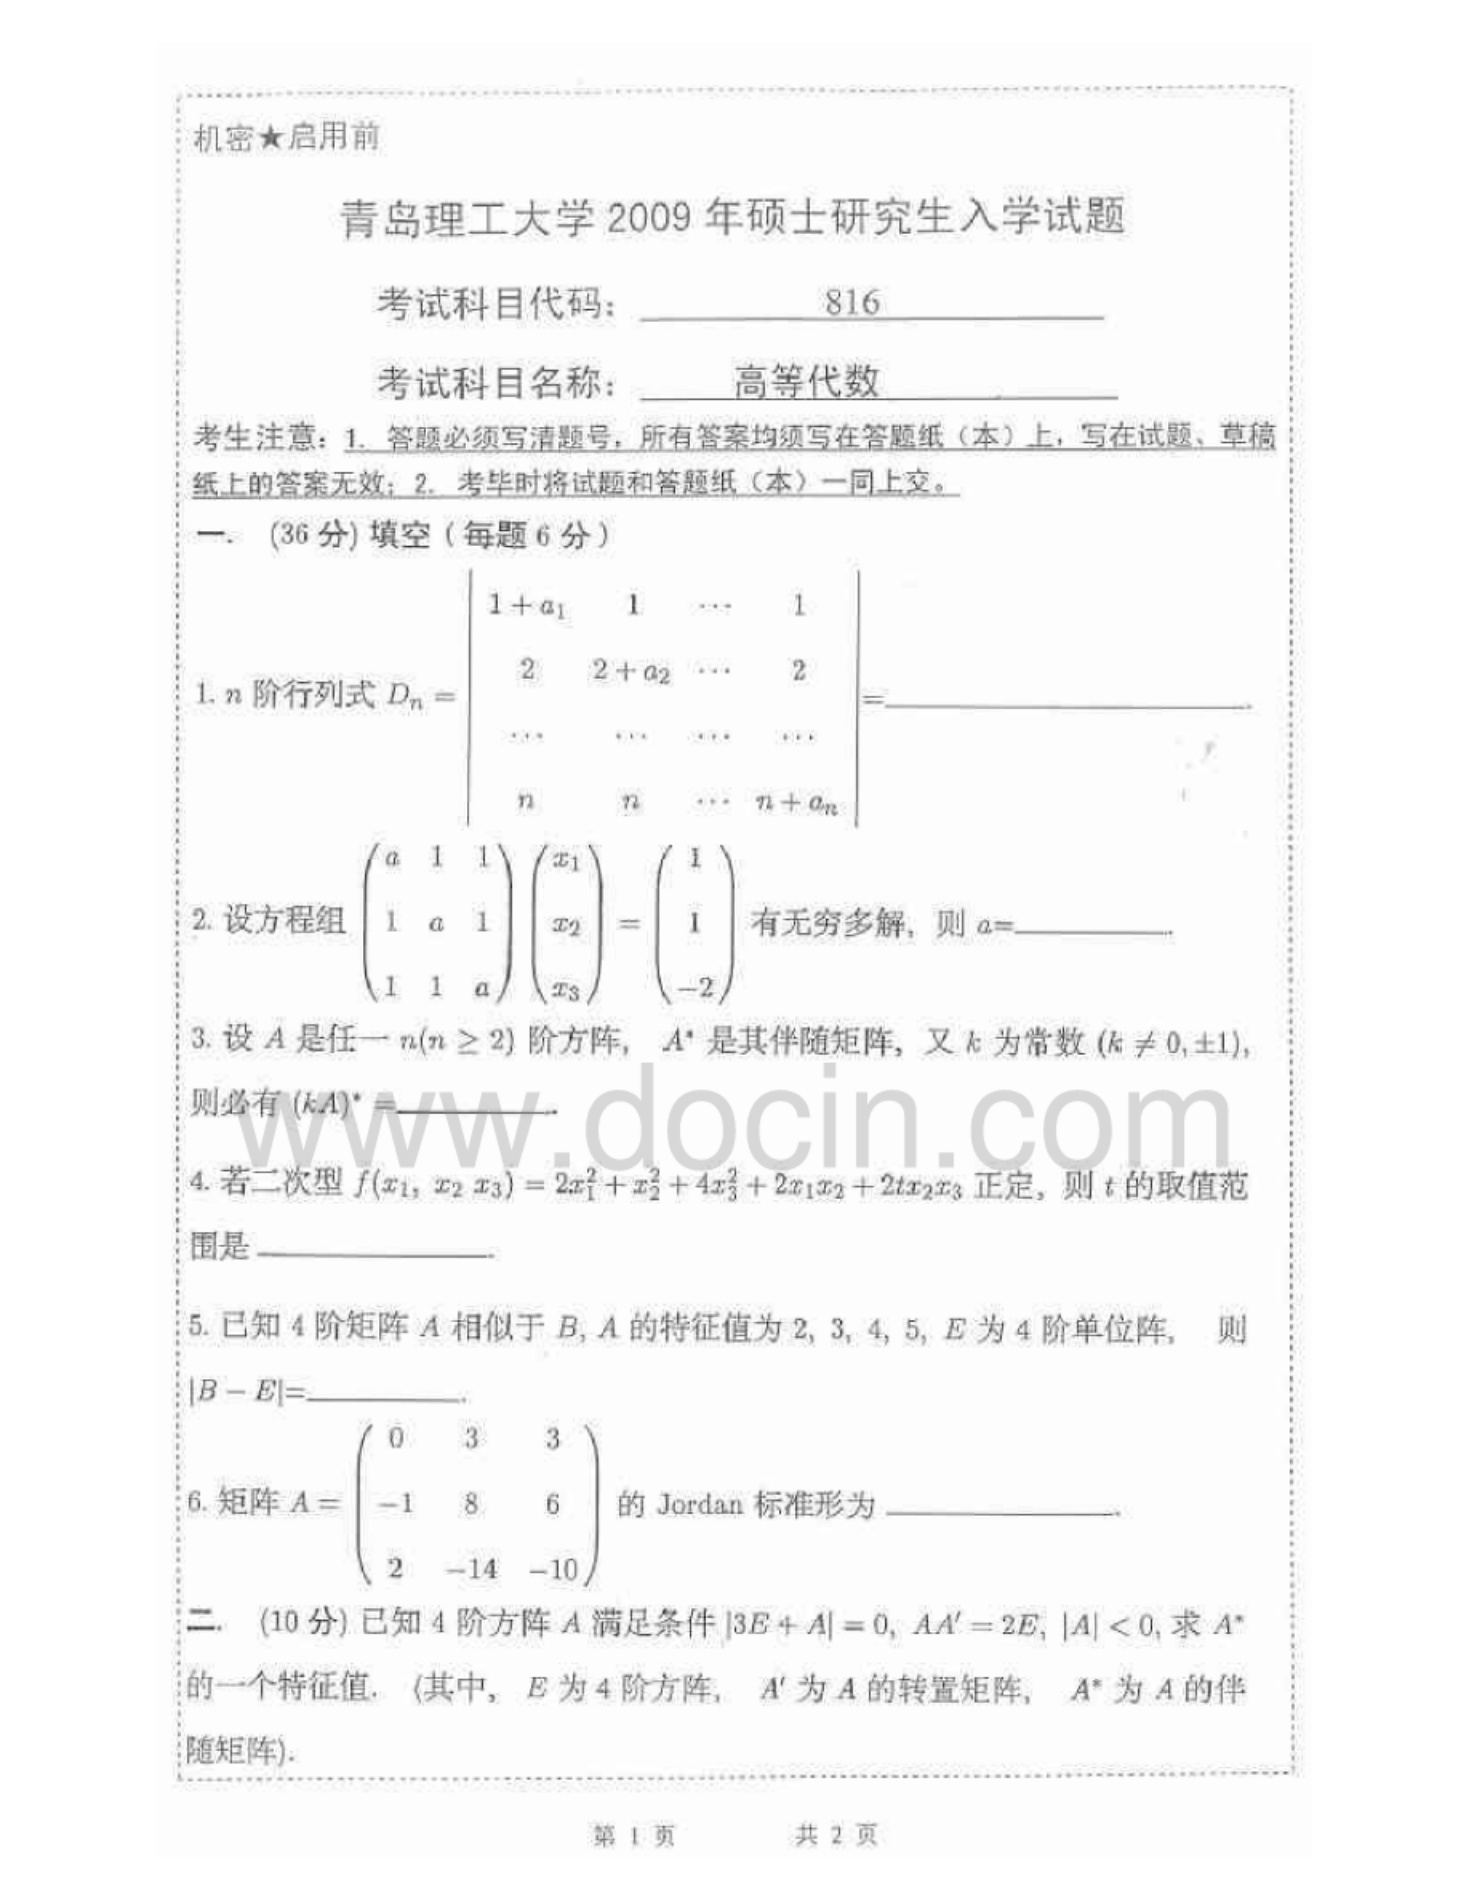 机密★启用前
青岛理工大学 2009 年硕士研究生入学试题
考试科目代码： 816
考试科目名称： 高等代数
考生注意：1. 答题必须写清题号，所有答案均须写在答题纸（本）上，写在试题、草稿
纸上的答案无效；2. 考毕时将试题和答题纸（本）一同上交。
一. (36 分) 填空 ( 每题 6 分 )
1 + a₁ 1 ··· 1
2 2 + a₂ ··· 2
1. n 阶行列式 Dₙ = =
··· ··· ··· ···
n n ··· n + aₙ
a 1 1 x₁ 1
2. 设方程组 1 a 1 x₂ = 1 有无穷多解, 则 a= .
1 1 a x₃ −2
3. 设 A 是任一 n(n ≥ 2) 阶方阵, A* 是其伴随矩阵, 又 k 为常数 (k ≠ 0, ±1),
则必有 (kA)* = .
www.docin.com
4. 若二次型 f(x₁, x₂ x₃) = 2x₁² + x₂² + 4x₃² + 2x₁x₂ + 2tx₂x₃ 正定, 则 t 的取值范
围是 .
5. 已知 4 阶矩阵 A 相似于 B, A 的特征值为 2, 3, 4, 5, E 为 4 阶单位阵, 则
|B − E|= .
0 3 3
6. 矩阵 A = −1 8 6 的 Jordan 标准形为 .
2 −14 −10
二. (10 分) 已知 4 阶方阵 A 满足条件 |3E + A| = 0, AA′ = 2E, |A| < 0, 求 A*
的一个特征值. (其中, E 为 4 阶方阵, A′ 为 A 的转置矩阵, A* 为 A 的伴
随矩阵).
第 1 页 共 2 页